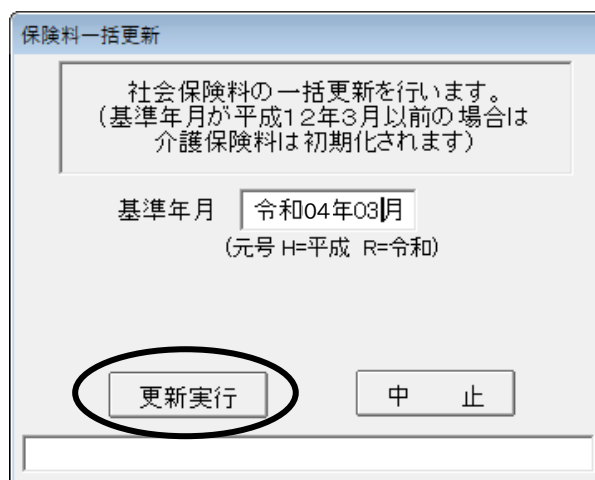 保険料一括更新
社会保険料の一括更新を行います。
(基準年月が平成12年3月以前の場合は
介護保険料は初期化されます)
基準年月 令和04年03月
(元号 H=平成 R=令和)
更新実行 中 止